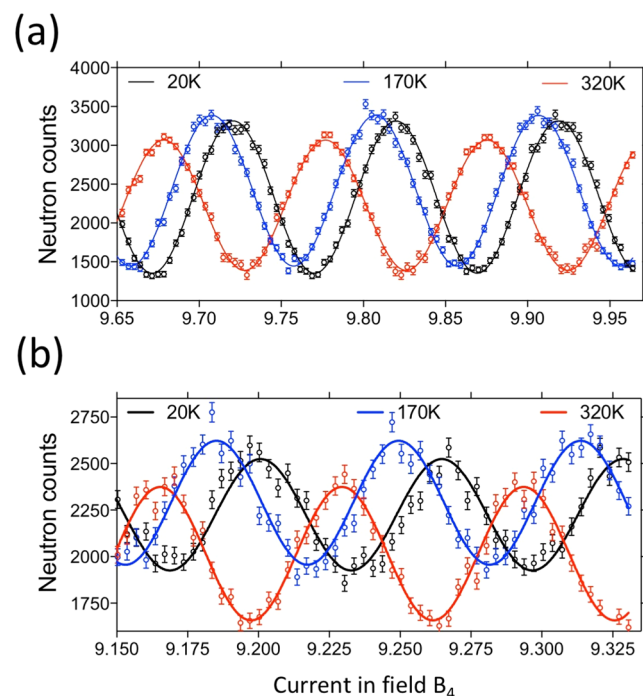 (a)
4000
20K 170K 320K
3500
3000
2500
2000
1500
1000
Neutron counts
9.65 9.70 9.75 9.80 9.85 9.90 9.95
(b)
20K 170K 320K
2750
2500
2250
2000
1750
Neutron counts
9.150 9.175 9.200 9.225 9.250 9.275 9.300 9.330
Current in field B₄